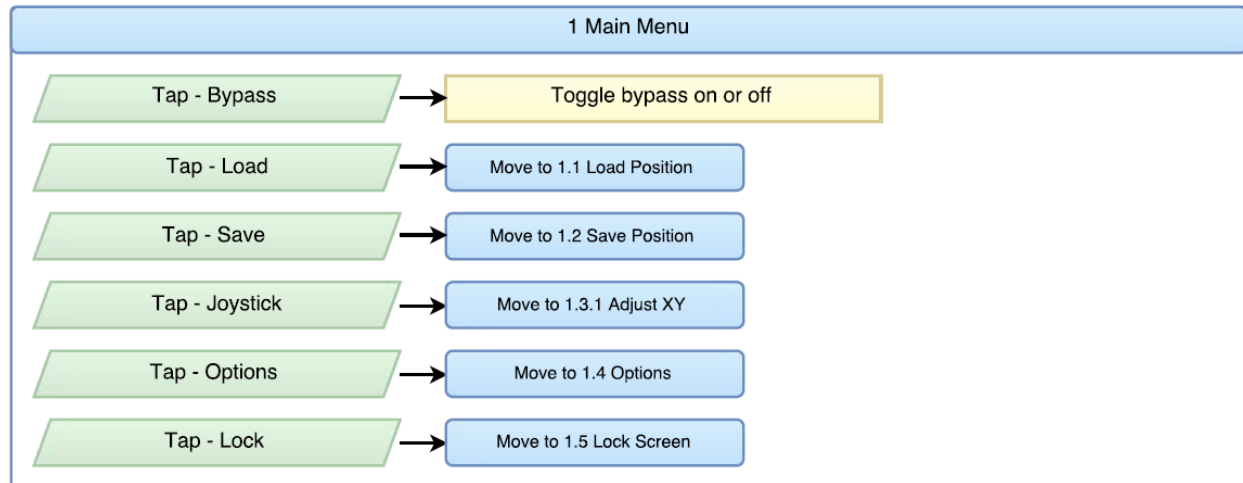 1 Main Menu
Tap - Bypass
Toggle bypass on or off
Tap - Load
Move to 1.1 Load Position
Tap - Save
Move to 1.2 Save Position
Tap - Joystick
Move to 1.3.1 Adjust XY
Tap - Options
Move to 1.4 Options
Tap - Lock
Move to 1.5 Lock Screen